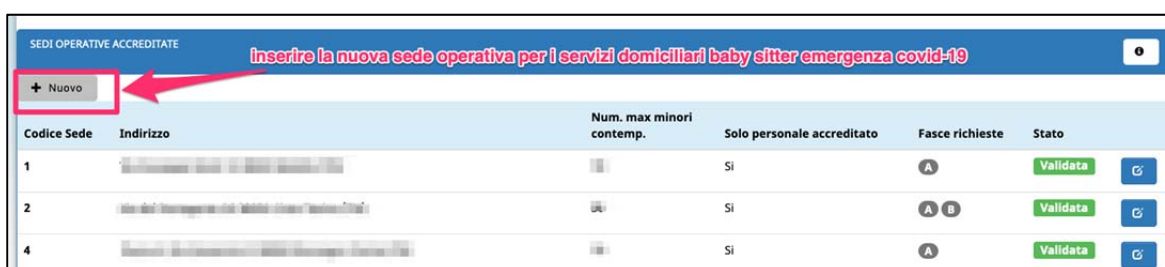 SEDI OPERATIVE ACCREDITATE
inserire la nuova sede operativa per i servizi domiciliari baby sitter emergenza covid-19
+ Nuovo
Codice Sede Indirizzo Num. max minori contemp. Solo personale accreditato Fasce richieste Stato
1 Si A Validata
2 Si A B Validata
4 Si A Validata